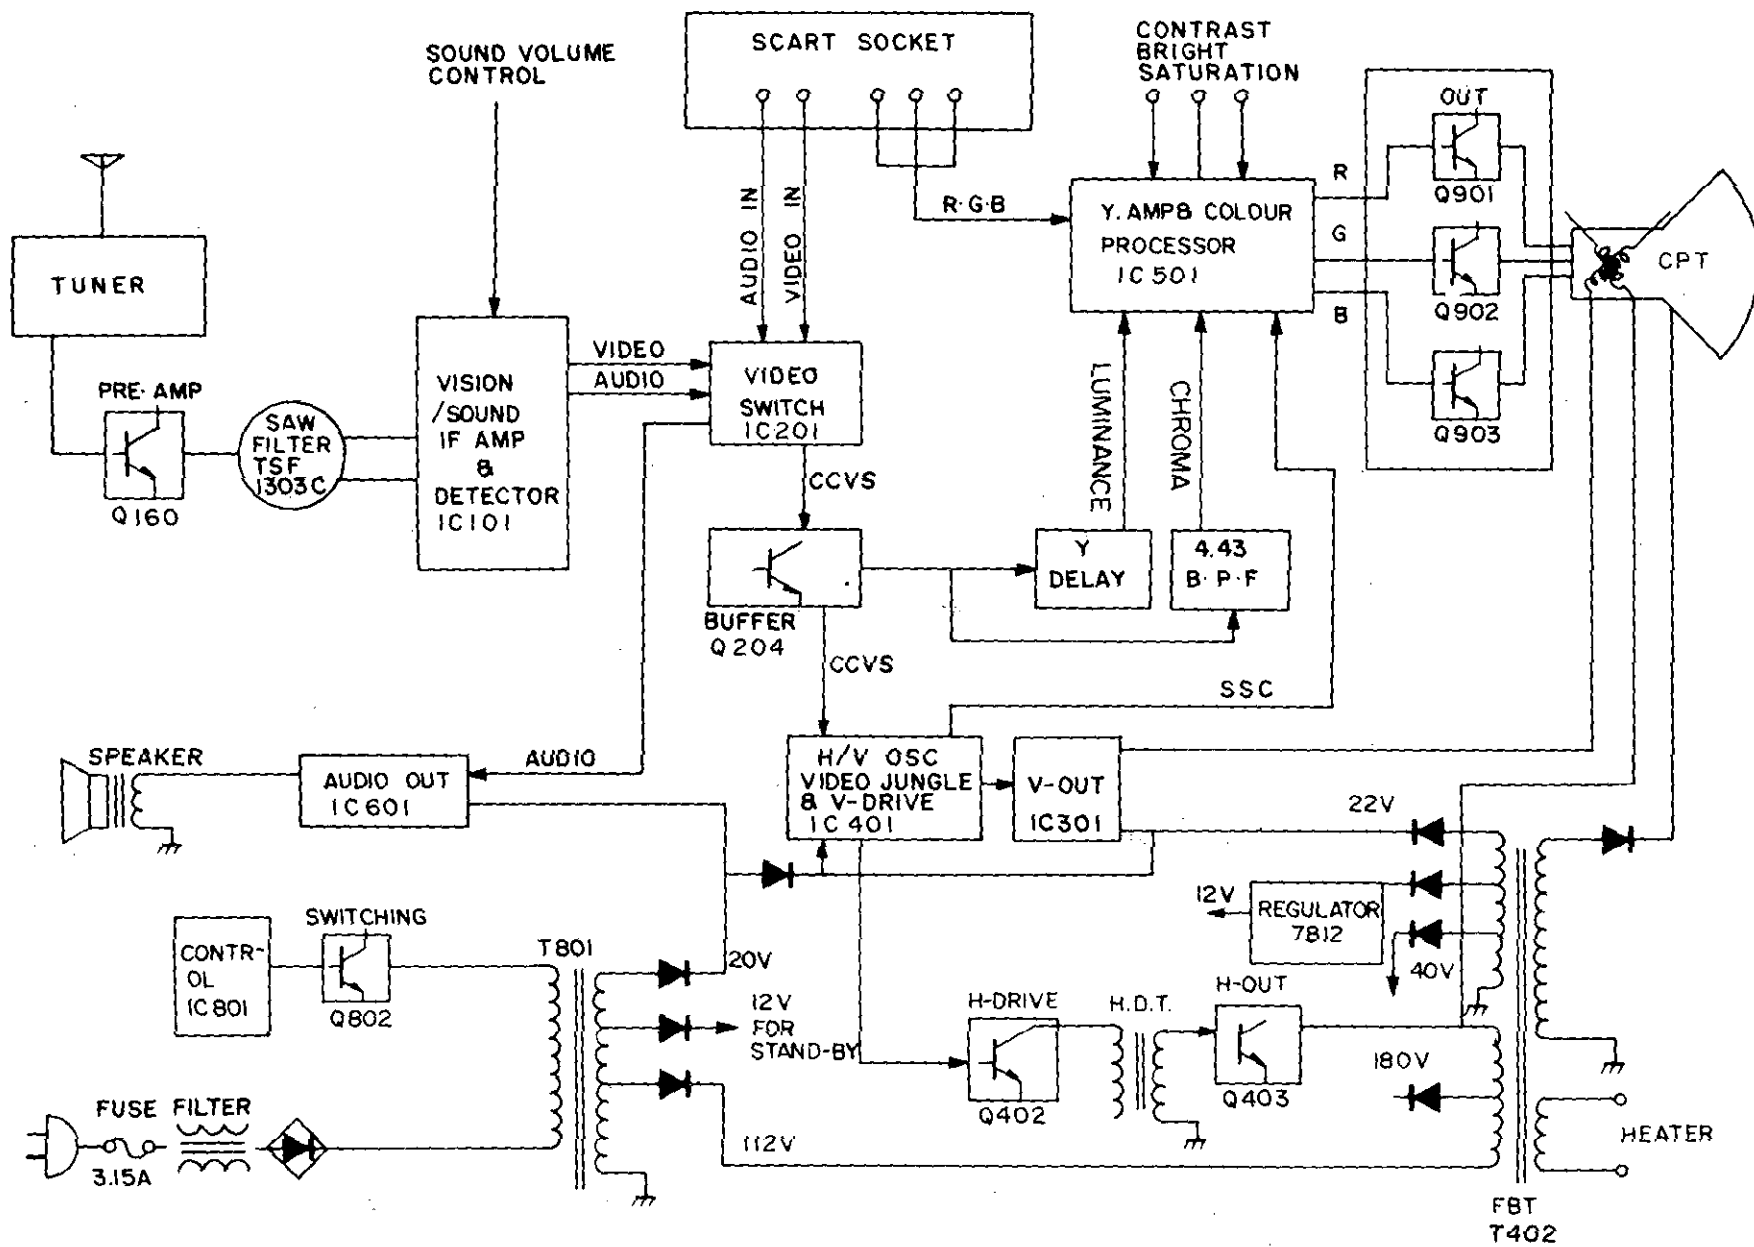 SCART SOCKET
SOUND VOLUME
CONTROL
CONTRAST
BRIGHT
SATURATION
OUT
Q901
R
G
B
Q902
Q903
CPT
TUNER
AUDIO IN
VIDEO IN
R·G·B
Y. AMP& COLOUR
PROCESSOR
IC 501
PRE-AMP
Q160
SAW
FILTER
TSF
1303C
VISION
/SOUND
IF AMP
&
DETECTOR
IC101
VIDEO
AUDIO
VIDEO
SWITCH
IC201
LUMINANCE
CHROMA
CCVS
BUFFER
Q204
Y
DELAY
4.43
B·P·F
CCVS
SSC
SPEAKER
AUDIO OUT
IC601
AUDIO
H/V OSC
VIDEO JUNGLE
& V-DRIVE
IC401
V-OUT
IC301
22V
12V
REGULATOR
7812
40V
CONTR-
OL
IC801
SWITCHING
Q802
T801
20V
12V
FOR
STAND-BY
H-DRIVE
Q402
H.D.T.
H-OUT
Q403
180V
FUSE FILTER
3.15A
112V
HEATER
FBT
T402